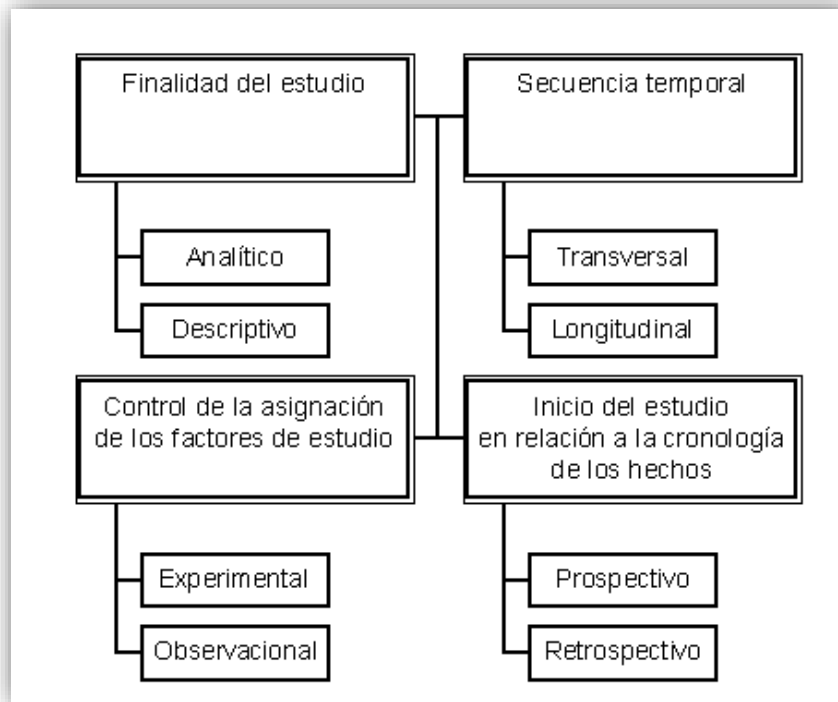 Finalidad del estudio
Secuencia temporal
Analítico
Descriptivo
Transversal
Longitudinal
Control de la asignación
de los factores de estudio
Inicio del estudio
en relación a la cronología
de los hechos
Experimental
Observacional
Prospectivo
Retrospectivo